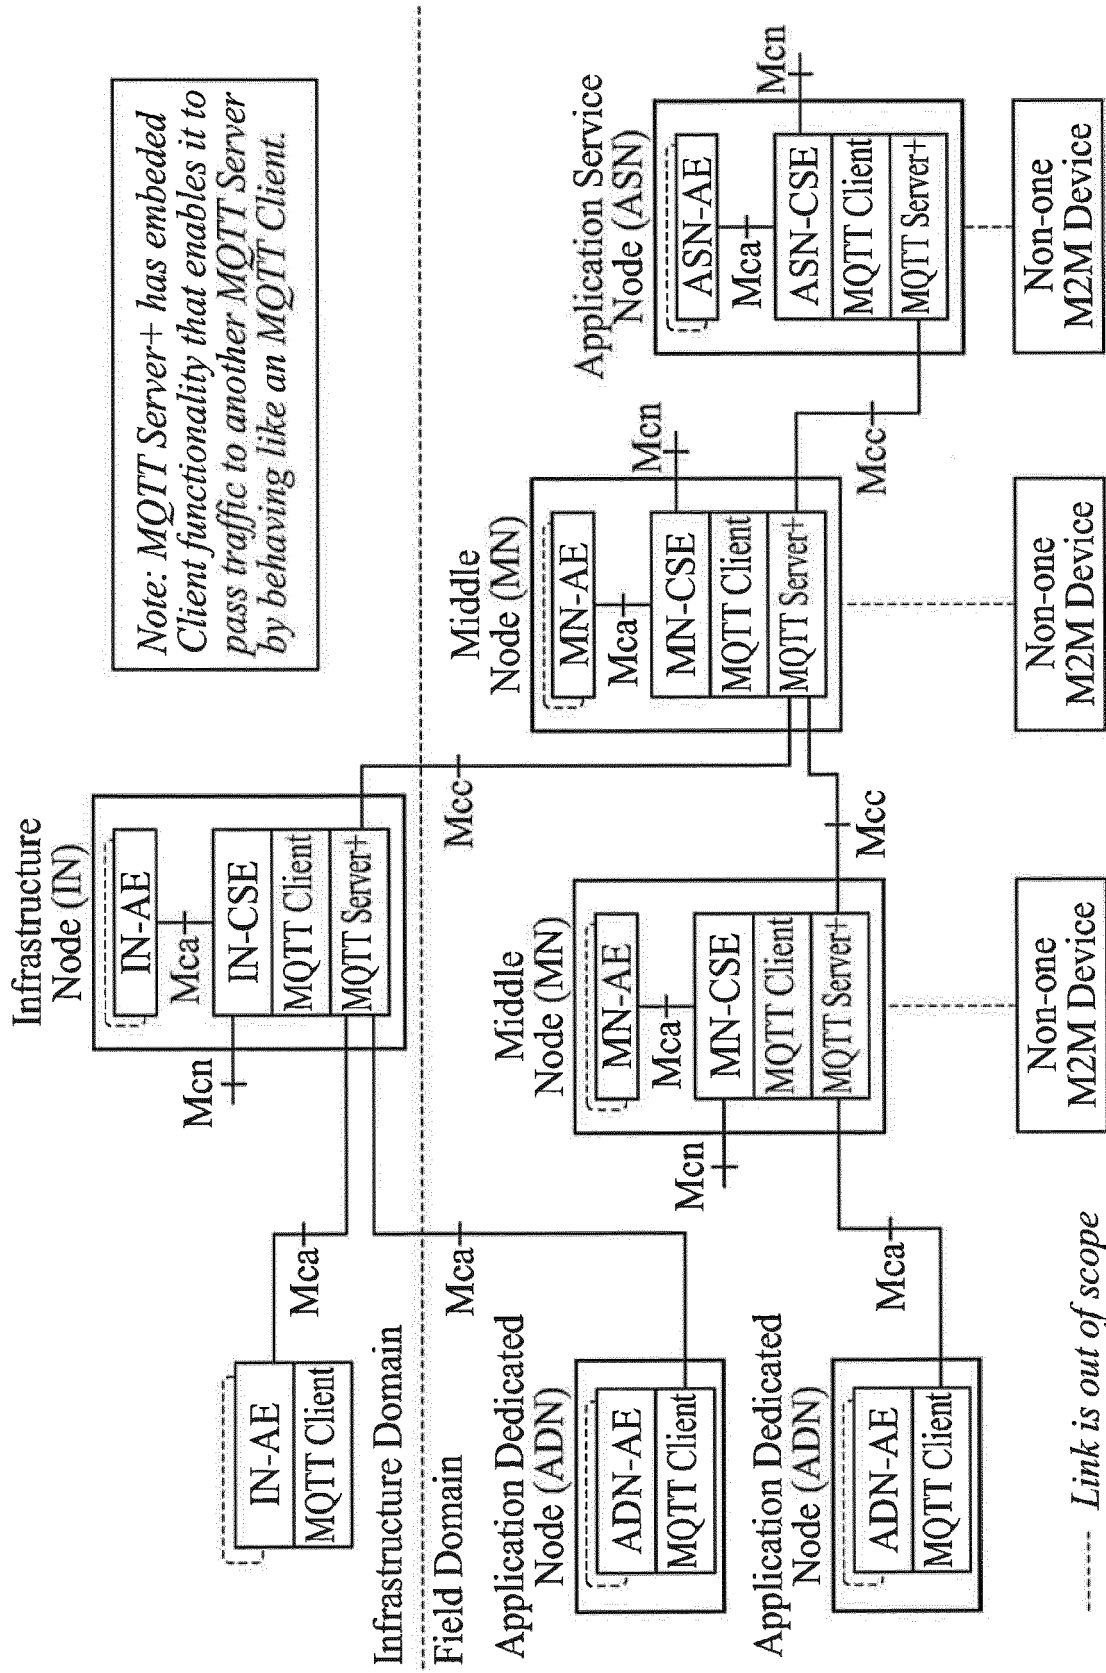 Note: MQTT Server+ has embeded
Client functionality that enables it to
pass traffic to another MQTT Server
by behaving like an MQTT Client.
Infrastructure
Node (IN)
IN-AE
Mca
IN-CSE
MQTT Client
MQTT Server+
Mcn
IN-AE
MQTT Client
Mca
Infrastructure Domain
Field Domain
Mca
Mcc
Application Dedicated
Node (ADN)
ADN-AE
MQTT Client
Application Dedicated
Node (ADN)
ADN-AE
MQTT Client
Mca
Middle
Node (MN)
MN-AE
Mca
MN-CSE
MQTT Client
MQTT Server+
Mcn
Mcc
Middle
Node (MN)
MN-AE
Mca
MN-CSE
MQTT Client
MQTT Server+
Mcn
Mcc
Application Service
Node (ASN)
ASN-AE
Mca
ASN-CSE
MQTT Client
MQTT Server+
Mcn
Non-one
M2M Device
Non-one
M2M Device
Non-one
M2M Device
Link is out of scope